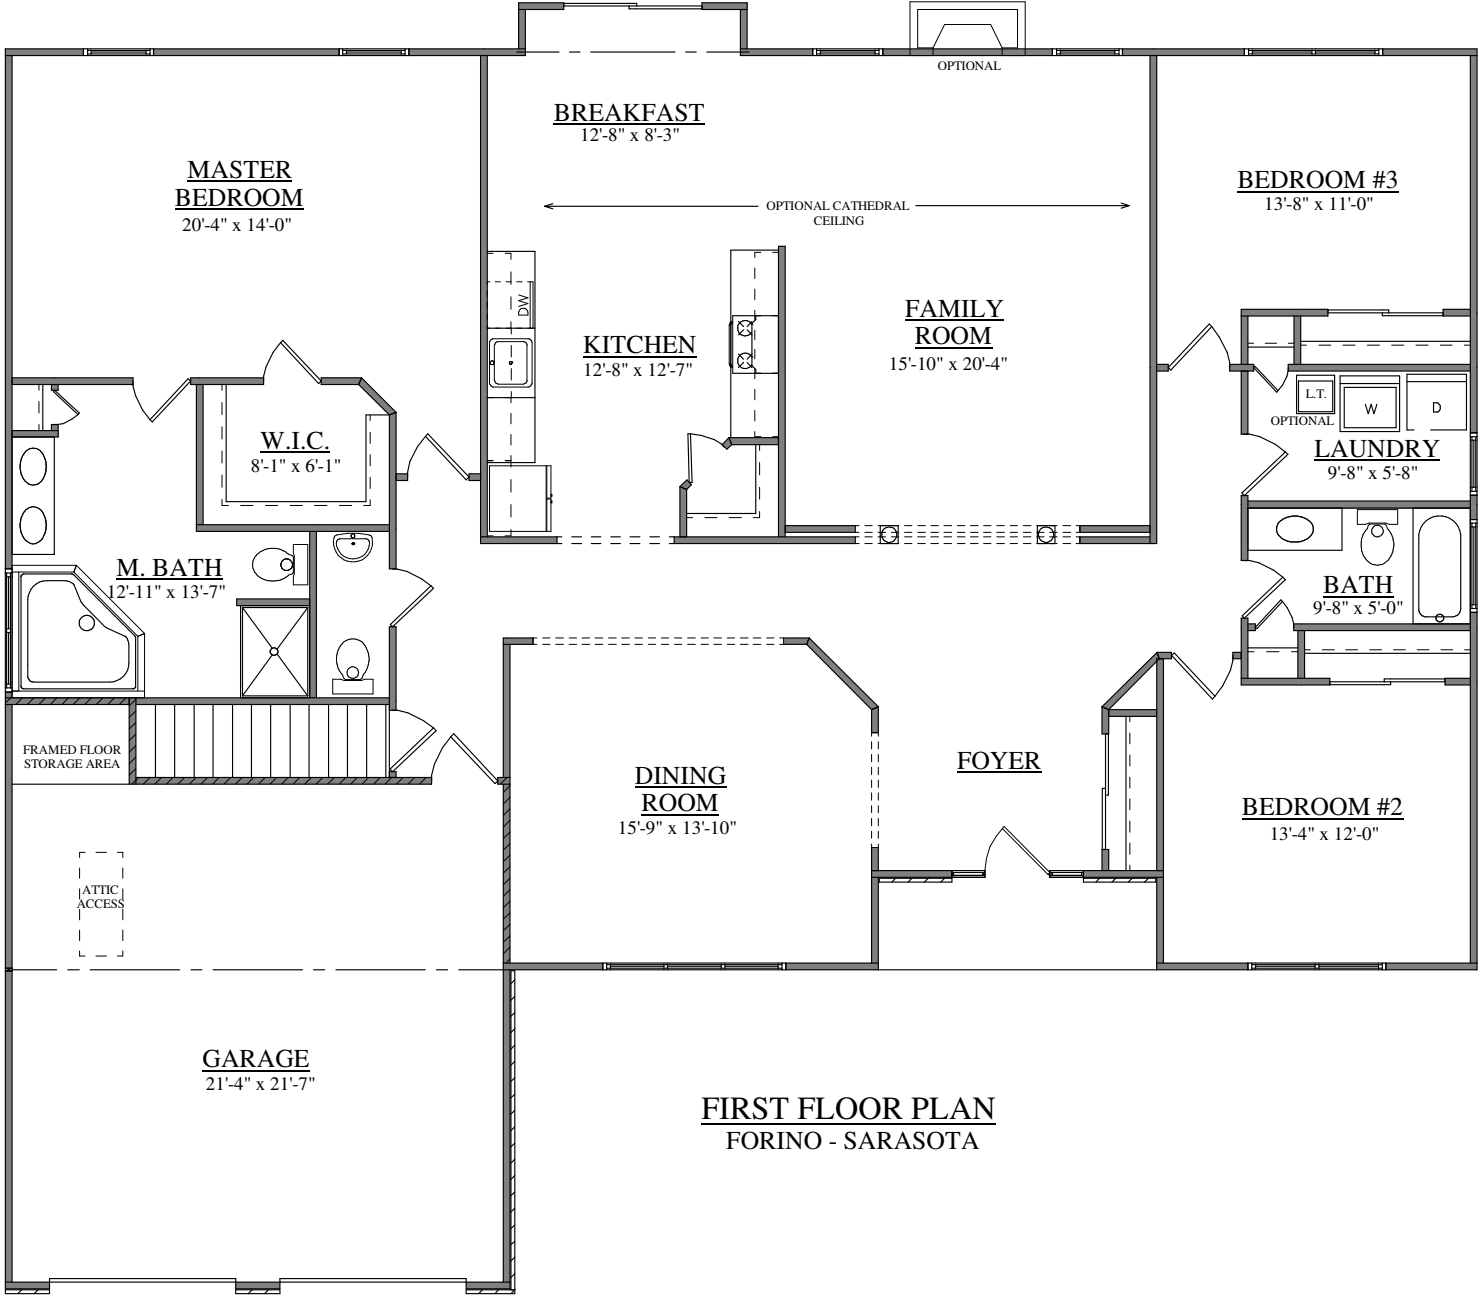 OPTIONAL
BREAKFAST
12'-8" x 8'-3"
MASTER
BEDROOM
20'-4" x 14'-0"
OPTIONAL CATHEDRAL
CEILING
BEDROOM #3
13'-8" x 11'-0"
DW
KITCHEN
12'-8" x 12'-7"
FAMILY
ROOM
15'-10" x 20'-4"
W.I.C.
8'-1" x 6'-1"
L.T.
OPTIONAL
W
D
LAUNDRY
9'-8" x 5'-8"
M. BATH
12'-11" x 13'-7"
BATH
9'-8" x 5'-0"
FRAMED FLOOR
STORAGE AREA
DINING
ROOM
15'-9" x 13'-10"
FOYER
BEDROOM #2
13'-4" x 12'-0"
ATTIC
ACCESS
GARAGE
21'-4" x 21'-7"
FIRST FLOOR PLAN
FORINO - SARASOTA